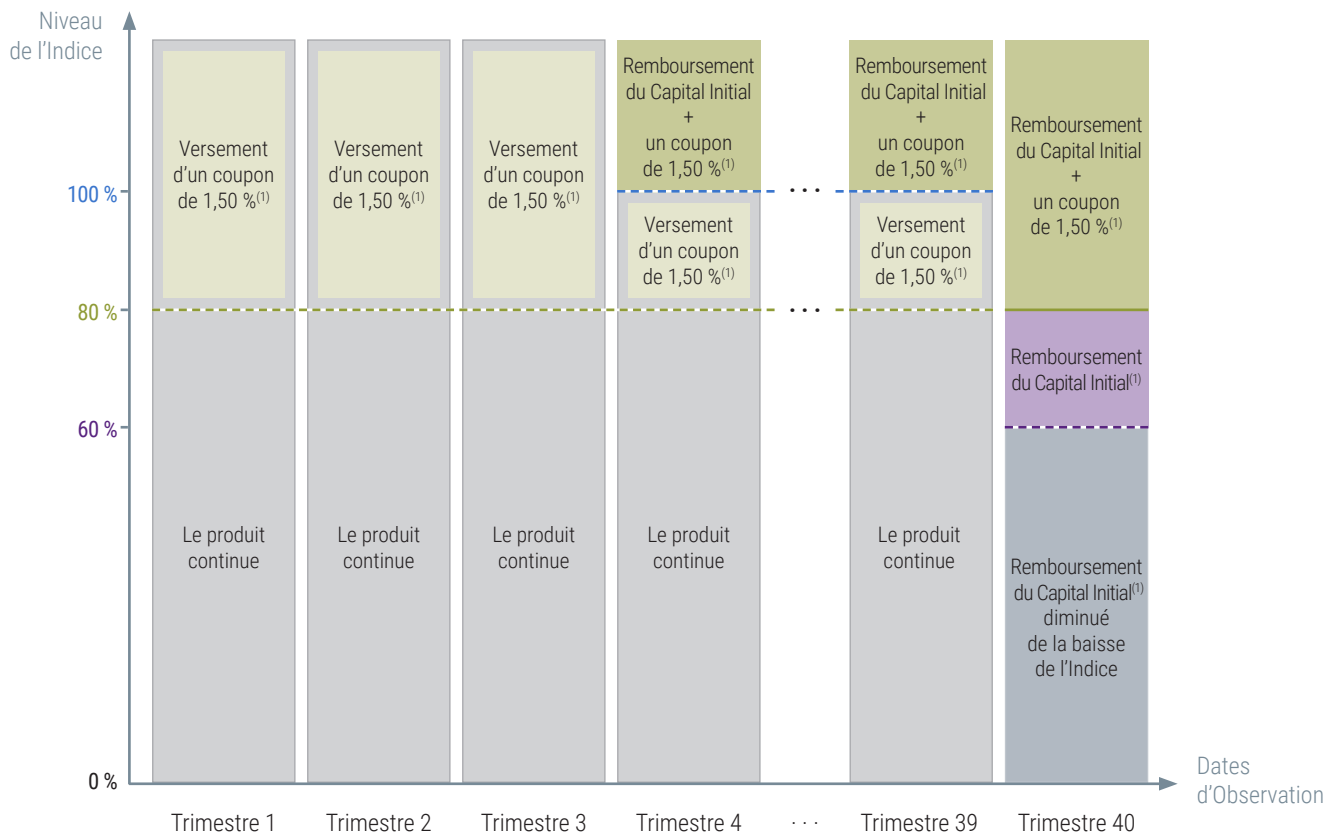 Niveau
de l'Indice
Versement
d'un coupon
de 1,50 %(1)
Versement
d'un coupon
de 1,50 %(1)
Versement
d'un coupon
de 1,50 %(1)
Remboursement
du Capital Initial
+
un coupon
de 1,50 %(1)
Remboursement
du Capital Initial
+
un coupon
de 1,50 %(1)
Remboursement
du Capital Initial
+
un coupon
de 1,50 %(1)
100 %
...
Versement
d'un coupon
de 1,50 %(1)
Versement
d'un coupon
de 1,50 %(1)
80 %
...
Remboursement
du Capital Initial(1)
60 %
Le produit
continue
Le produit
continue
Le produit
continue
Le produit
continue
Le produit
continue
Remboursement
du Capital Initial(1)
diminué
de la baisse
de l'Indice
0 %
Dates
d'Observation
Trimestre 1
Trimestre 2
Trimestre 3
Trimestre 4
...
Trimestre 39
Trimestre 40